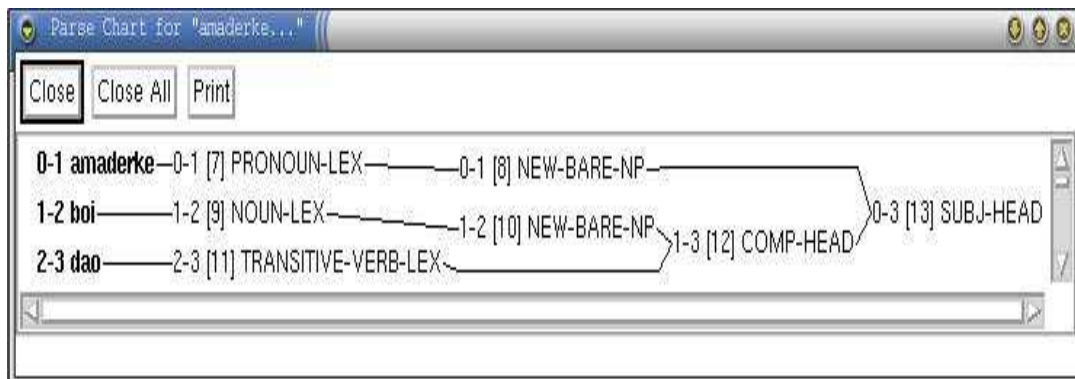 Parse Chart for "amaderke..."
Close Close All Print
0-1 amaderke 0-1 [7] PRONOUN-LEX 0-1 [8] NEW-BARE-NP
1-2 boi 1-2 [9] NOUN-LEX 1-2 [10] NEW-BARE-NP 1-3 [12] COMP-HEAD 0-3 [13] SUBJ-HEAD
2-3 dao 2-3 [11] TRANSITIVE-VERB-LEX